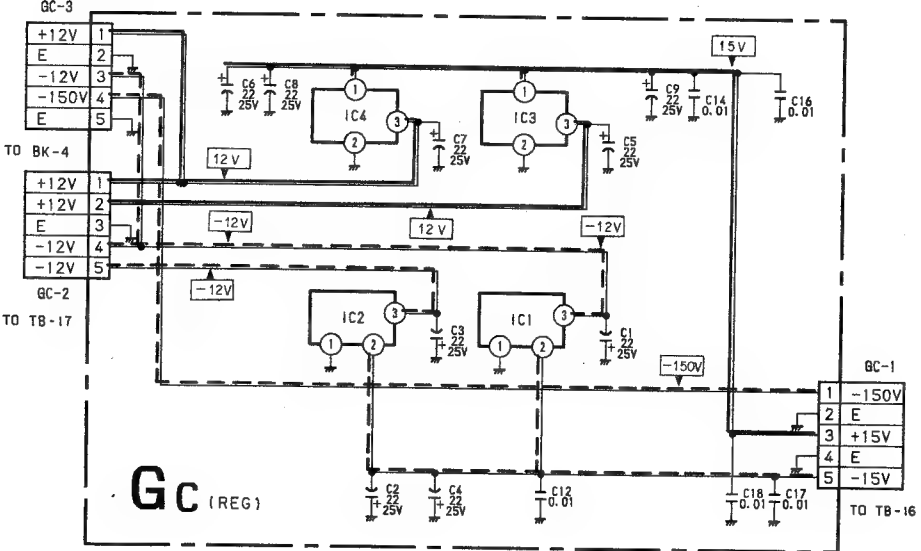 GC-3
+12V 1
E 2
-12V 3
-150V 4
E 5
TO BK-4
+12V 1
+12V 2
E 3
-12V 4
-12V 5
GC-2
TO TB-17
15V
C6 22 25V
C8 22 25V
1 IC4 3 2
C7 22 25V
1 IC3 3 2
C5 22 25V
C9 22 25V
C14 0.01
C16 0.01
12V
12V
-12V
-12V
-12V
IC2 3 1 2
C3 22 25V
IC1 3 1 2
C1 22 25V
-150V
GC-1
1 -150V
2 E
3 +15V
4 E
5 -15V
TO TB-16
C2 22 25V
C4 22 25V
C12 0.01
C18 0.01
C17 0.01
GC (REG)